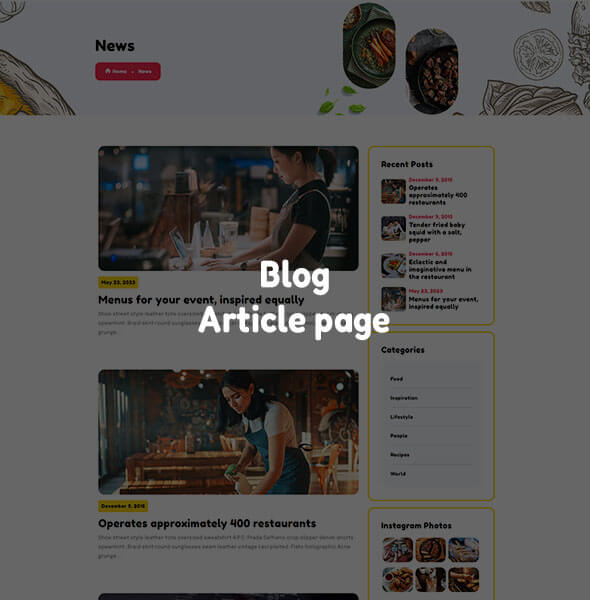 News
Home • News
May 23, 2023
Menus for your event, inspired equally
Show street style leather tote oversized sweatshirt A.P.C. Prada Saffiano crop slipper denim shorts
spearmint. Braid skirt round sunglasses seam leather vintage Levi plaited. Flats holographic Acne
grunge
December 9, 2015
Operates approximately 400 restaurants
Show street style leather tote oversized sweatshirt A.P.C. Prada Saffiano crop slipper denim shorts
spearmint. Braid skirt round sunglasses seam leather vintage Levi plaited. Flats holographic Acne
grunge ...
Recent Posts
December 9, 2015
Operates
approximately 400
restaurants
December 9, 2015
Tender fried baby
squid with a salt,
pepper
December 6, 2015
Eclectic and
imaginative menu in
the restaurant
May 23, 2023
Menus for your event,
inspired equally
Categories
Food
Inspiration
Lifestyle
People
Recipes
World
Instagram Photos
Blog
Article page